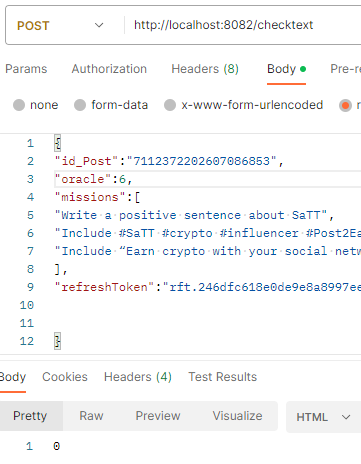 POST http://localhost:8082/checktext
Params Authorization Headers (8) Body Pre-re
none form-data x-www-form-urlencoded r
1 {
2 "id_Post":"7112372202607086853",
3 "oracle":6,
4 "missions":[
5 "Write a positive sentence about SaTT",
6 "Include #SaTT #crypto #influencer #Post2Ea
7 "Include “Earn crypto with your social netw
8 ],
9 "refreshToken":"rft.246dfc618e0de9e8a8997ee
10
11
12 }
Body Cookies Headers (4) Test Results
Pretty Raw Preview Visualize HTML
1 0